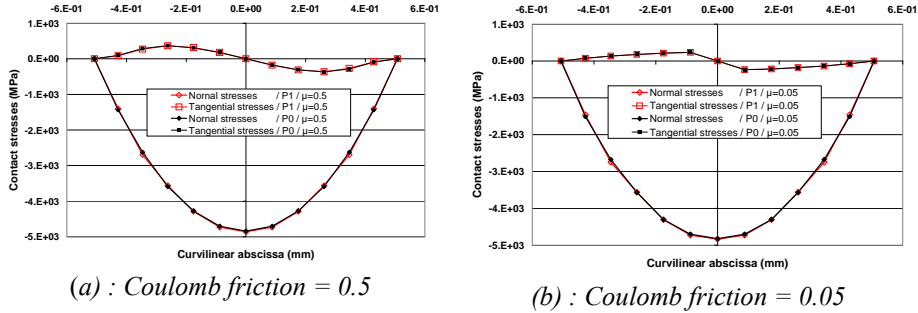 -6.E-01 -4.E-01 -2.E-01 0.E+00 2.E-01 4.E-01 6.E-01
1.E+03
0.E+00
-1.E+03
-2.E+03
-3.E+03
-4.E+03
-5.E+03
Contact stresses (MPa)
Nornal stresses / P1 / µ=0.5
Tangential stresses / P1 / µ=0.5
Normal stresses / P0 / µ=0.5
Tangential stresses / P0 / µ=0.5
Curvilinear abscissa (mm)
(a) : Coulomb friction = 0.5
-6.E-01 -4.E-01 -2.E-01 0.E+00 2.E-01 4.E-01 6.E-01
1.E+03
0.E+00
-1.E+03
-2.E+03
-3.E+03
-4.E+03
-5.E+03
Contact stresses (MPa)
Nornal stresses / P1 / µ=0.05
Tangential stresses / P1 / µ=0.05
Normal stresses / P0 / µ=0.05
Tangential stresses / P0 / µ=0.05
Curvilinear abscissa (mm)
(b) : Coulomb friction = 0.05